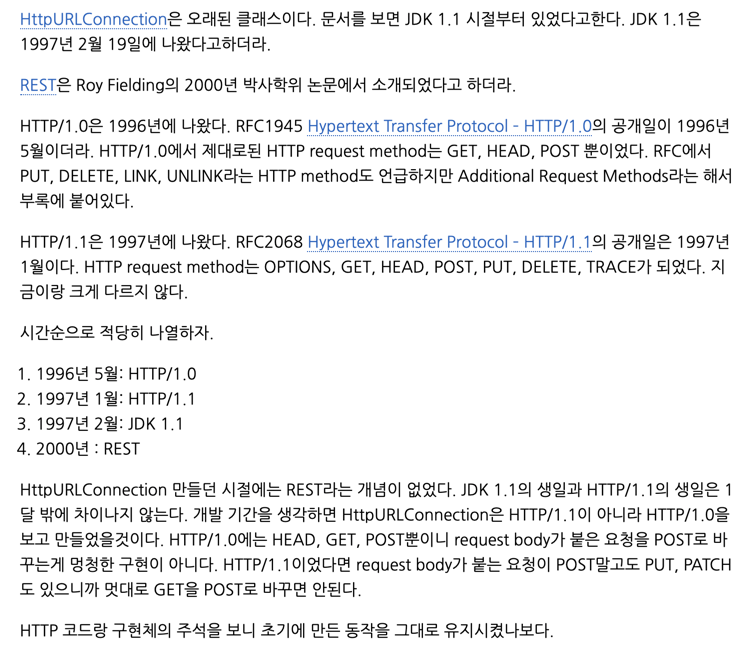 HttpURLConnection은 오래된 클래스이다. 문서를 보면 JDK 1.1 시절부터 있었다고한다. JDK 1.1은
1997년 2월 19일에 나왔다고하더라.
REST은 Roy Fielding의 2000년 박사학위 논문에서 소개되었다고 하더라.
HTTP/1.0은 1996년에 나왔다. RFC1945 Hypertext Transfer Protocol - HTTP/1.0의 공개일이 1996년
5월이더라. HTTP/1.0에서 제대로된 HTTP request method는 GET, HEAD, POST 뿐이었다. RFC에서
PUT, DELETE, LINK, UNLINK라는 HTTP method도 언급하지만 Additional Request Methods라는 해서
부록에 붙어있다.
HTTP/1.1은 1997년에 나왔다. RFC2068 Hypertext Transfer Protocol - HTTP/1.1의 공개일은 1997년
1월이다. HTTP request method는 OPTIONS, GET, HEAD, POST, PUT, DELETE, TRACE가 되었다. 지
금이랑 크게 다르지 않다.
시간순으로 적당히 나열하자.
1. 1996년 5월: HTTP/1.0
2. 1997년 1월: HTTP/1.1
3. 1997년 2월: JDK 1.1
4. 2000년 : REST
HttpURLConnection 만들던 시절에는 REST라는 개념이 없었다. JDK 1.1의 생일과 HTTP/1.1의 생일은 1
달 밖에 차이나지 않는다. 개발 기간을 생각하면 HttpURLConnection은 HTTP/1.1이 아니라 HTTP/1.0을
보고 만들었을것이다. HTTP/1.0에는 HEAD, GET, POST뿐이니 request body가 붙은 요청을 POST로 바
꾸는게 멍청한 구현이 아니다. HTTP/1.1이었다면 request body가 붙는 요청이 POST말고도 PUT, PATCH
도 있으니까 멋대로 GET을 POST로 바꾸면 안된다.
HTTP 코드랑 구현체의 주석을 보니 초기에 만든 동작을 그대로 유지시켰나보다.